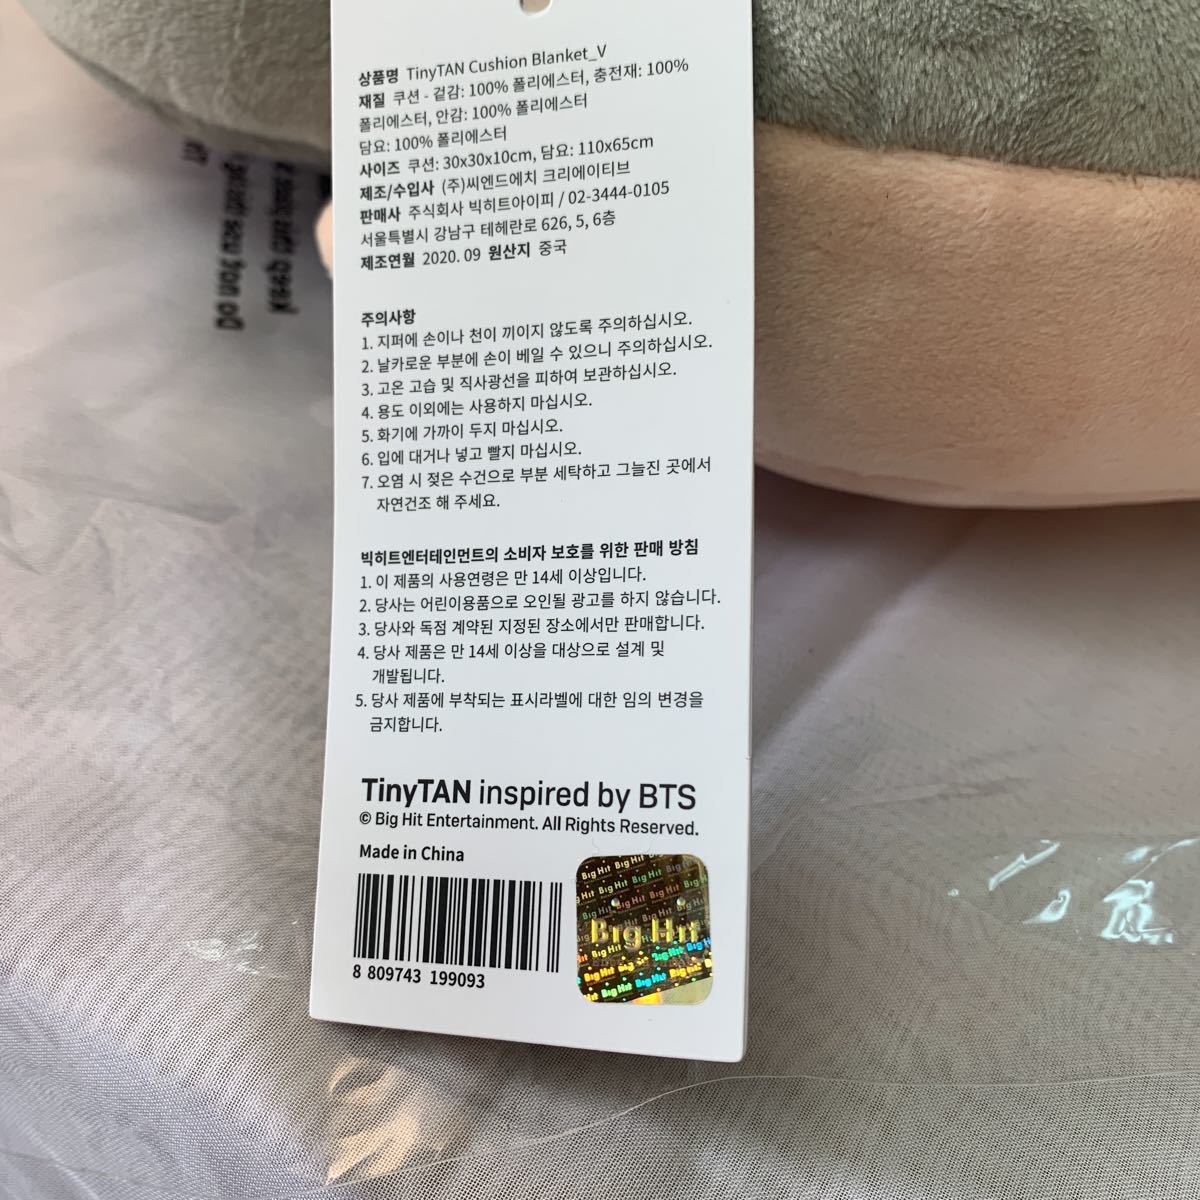 상품명 TinyTAN Cushion Blanket_V
재질 쿠션 - 겉감: 100% 폴리에스터, 충전재: 100%
폴리에스터, 안감: 100% 폴리에스터
담요: 100% 폴리에스터
사이즈 쿠션: 30x30x10cm, 담요: 110x65cm
제조/수입사 (주)씨엔드에치 크리에이티브
판매사 주식회사 빅히트아이피 / 02-3444-0105
서울특별시 강남구 테헤란로 626, 5, 6층
제조연월 2020. 09 원산지 중국
주의사항
1. 지퍼에 손이나 천이 끼이지 않도록 주의하십시오.
2. 날카로운 부분에 손이 베일 수 있으니 주의하십시오.
3. 고온 고습 및 직사광선을 피하여 보관하십시오.
4. 용도 이외에는 사용하지 마십시오.
5. 화기에 가까이 두지 마십시오.
6. 입에 대거나 넣고 빨지 마십시오.
7. 오염 시 젖은 수건으로 부분 세탁하고 그늘진 곳에서
자연건조 해 주세요.
빅히트엔터테인먼트의 소비자 보호를 위한 판매 방침
1. 이 제품의 사용연령은 만 14세 이상입니다.
2. 당사는 어린이용품으로 오인될 광고를 하지 않습니다.
3. 당사와 독점 계약된 지정된 장소에서만 판매합니다.
4. 당사 제품은 만 14세 이상을 대상으로 설계 및
개발됩니다.
5. 당사 제품에 부착되는 표시라벨에 대한 임의 변경을
금지합니다.
TinyTAN inspired by BTS
© Big Hit Entertainment. All Rights Reserved.
Made in China
8 809743 199093
Big Hit